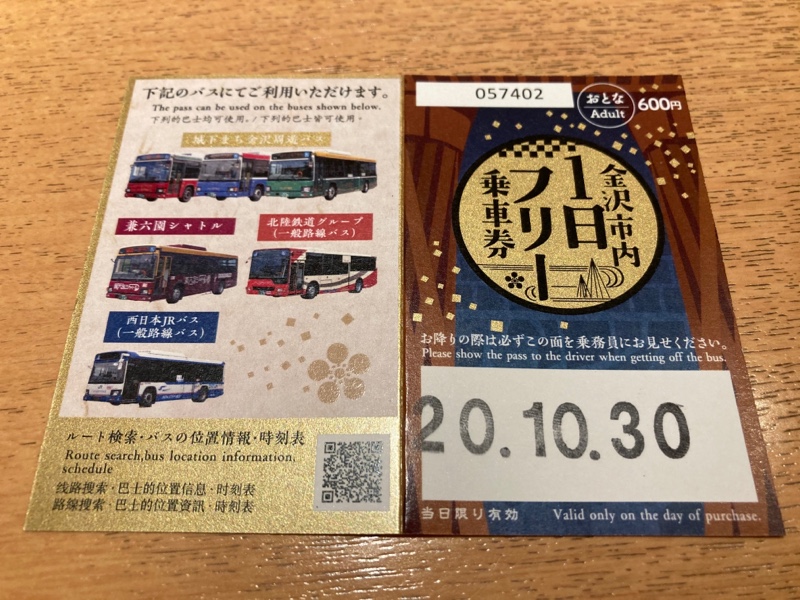 下記のバスにてご利用いただけます。
The pass can be used on the buses shown below.
下列的巴士均可使用。/下列巴士皆可使用。
城下まち金沢周遊バス
兼六園シャトル
北陸鉄道グループ
(一般路線バス)
西日本JRバス
(一般路線バス)
ルート検索・バスの位置情報・時刻表
Route search,bus location information,
schedule
线路搜索・巴士的位置信息・时刻表
路線搜索・巴士的位置資訊・時刻表
057402
おとな
Adult
600円
金沢市内
1日
フリー
乗車券
お降りの際は必ずこの面を乗務員にお見せください。
Please show the pass to the driver when getting off the bus.
20.10.30
当日限り有効
Valid only on the day of purchase.